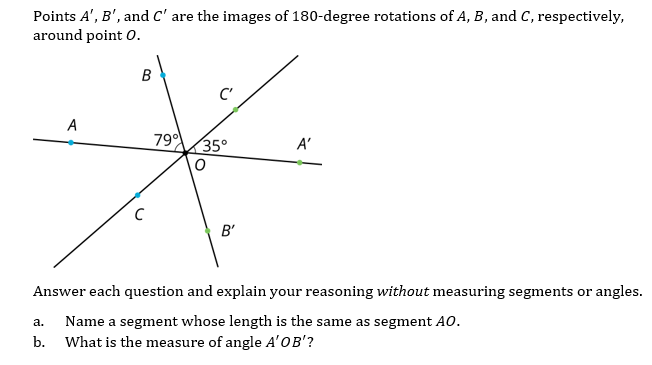 Points A′, B′, and C′ are the images of 180-degree rotations of A, B, and C, respectively,
around point O.
B
C′
A
79°
35°
A′
O
C
B′
Answer each question and explain your reasoning without measuring segments or angles.
a. Name a segment whose length is the same as segment AO.
b. What is the measure of angle A′OB′?